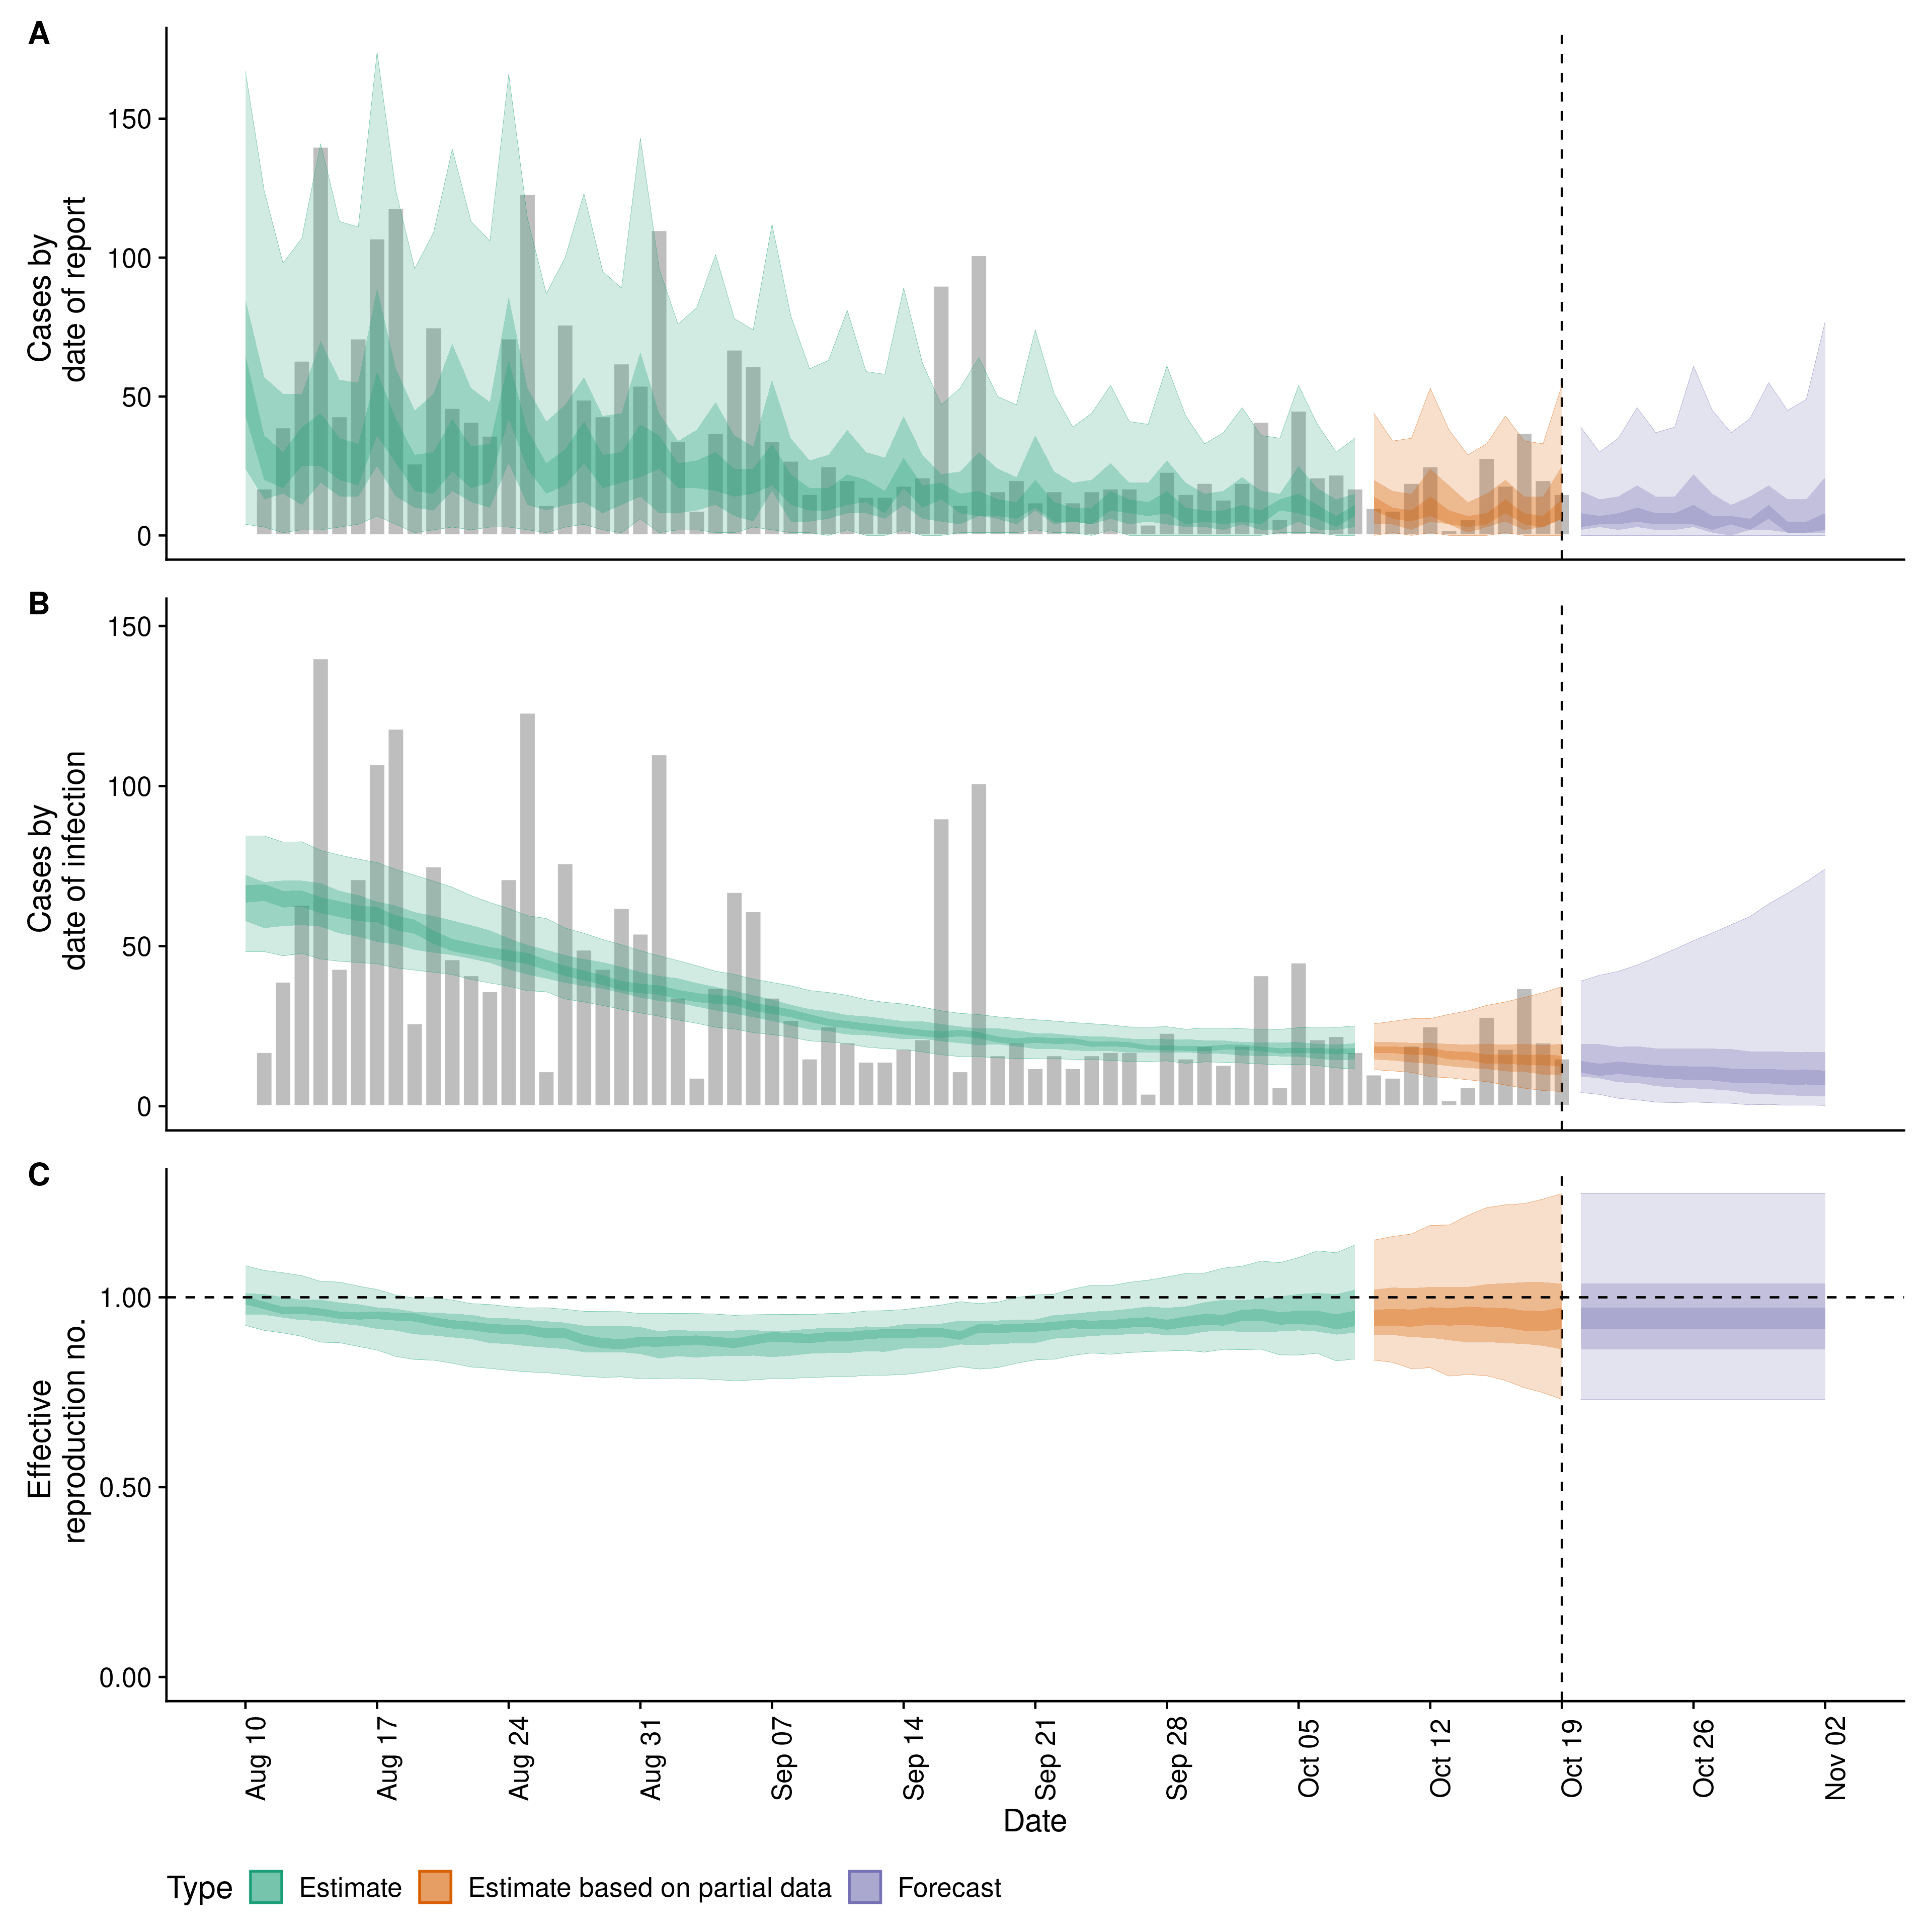 A
Cases by
date of report
150
100
50
0
B
Cases by
date of infection
150
100
50
0
C
Effective
reproduction no.
1.00
0.50
0.00
Aug 10
Aug 17
Aug 24
Aug 31
Sep 07
Sep 14
Sep 21
Sep 28
Oct 05
Oct 12
Oct 19
Oct 26
Nov 02
Date
Type Estimate Estimate based on partial data Forecast